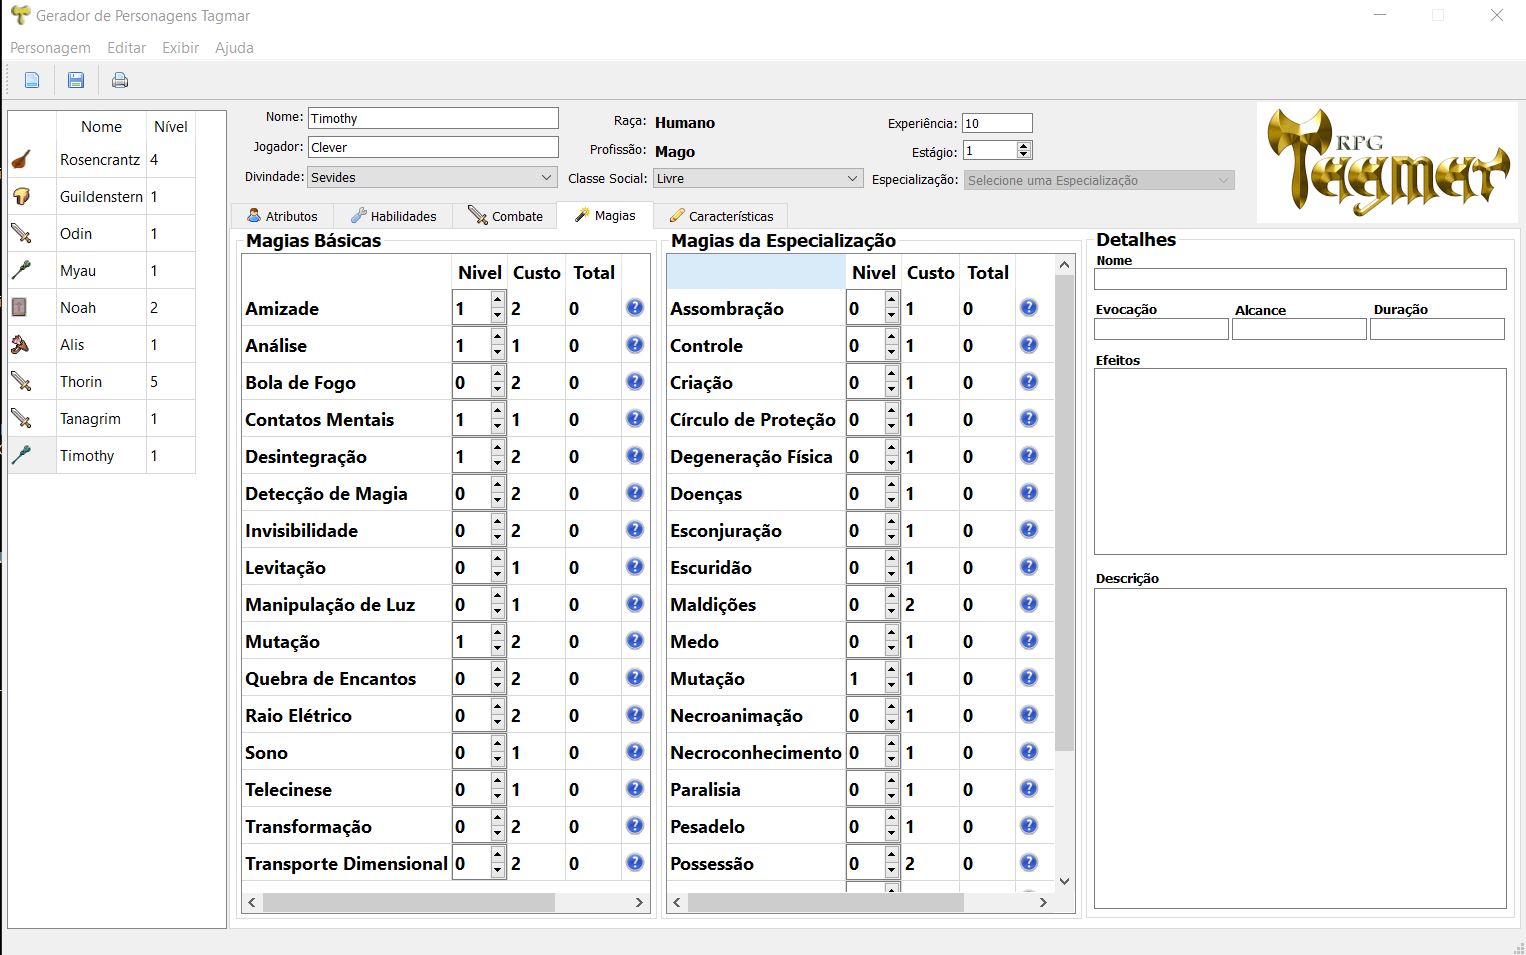 Gerador de Personagens Tagmar
Personagem Editar Exibir Ajuda
Nome Nível
Rosencrantz 4
Guildenstern 1
Odin 1
Myau 1
Noah 2
Alis 1
Thorin 5
Tanagrim 1
Timothy 1
Nome: Timothy Raça: Humano Experiência: 10
Jogador: Clever Profissão: Mago Estágio: 1
Divindade: Sevides Classe Social: Livre Especialização: Selecione uma Especialização
RPG
Tagmar
Atributos Habilidades Combate Magias Características
Magias Básicas
Nivel Custo Total
Amizade 1 2 0
Análise 1 1 0
Bola de Fogo 0 2 0
Contatos Mentais 1 1 0
Desintegração 1 2 0
Detecção de Magia 0 2 0
Invisibilidade 0 2 0
Levitação 0 1 0
Manipulação de Luz 0 1 0
Mutação 1 2 0
Quebra de Encantos 0 2 0
Raio Elétrico 0 2 0
Sono 0 1 0
Telecinese 0 1 0
Transformação 0 2 0
Transporte Dimensional 0 2 0
Magias da Especialização
Nivel Custo Total
Assombração 0 1 0
Controle 0 1 0
Criação 0 1 0
Círculo de Proteção 0 1 0
Degeneração Física 0 1 0
Doenças 0 1 0
Esconjuração 0 1 0
Escuridão 0 1 0
Maldições 0 2 0
Medo 0 1 0
Mutação 1 1 0
Necroanimação 0 1 0
Necroconhecimento 0 1 0
Paralisia 0 1 0
Pesadelo 0 1 0
Possessão 0 2 0
Detalhes
Nome
Evocação Alcance Duração
Efeitos
Descrição